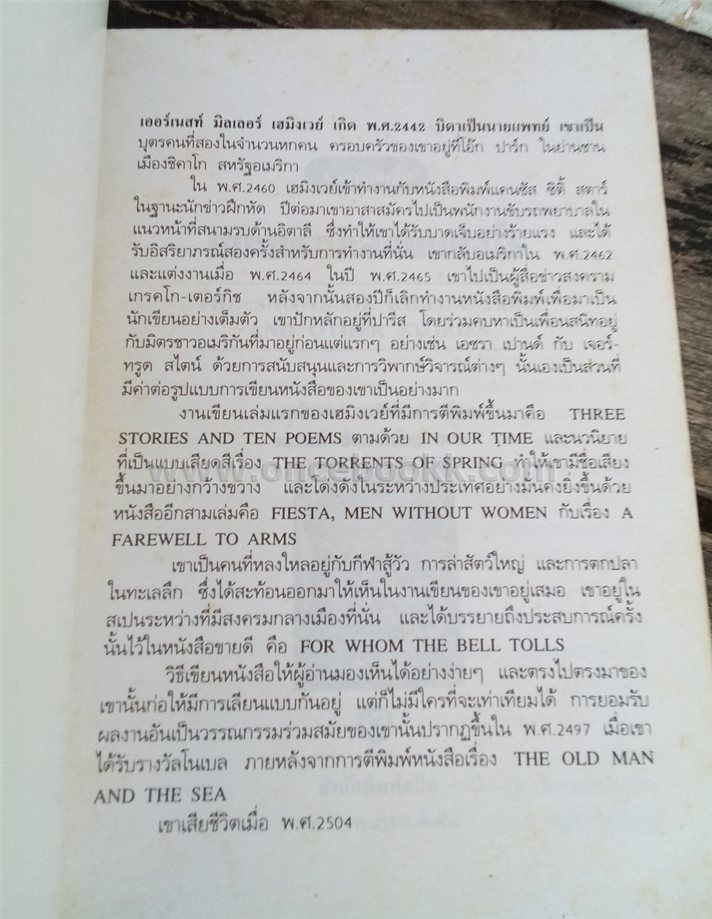 เออร์เนสท์ มิลเลอร์ เฮมิงเวย์ เกิด พ.ศ.2442 บิดาเป็นนายแพทย์ เขาเป็น
บุตรคนที่สองในจำนวนหกคน ครอบครัวของเขาอยู่ที่โอ๊ก ปาร์ก ในย่านชาน
เมืองชิคาโก สหรัฐอเมริกา
ใน พ.ศ.2460 เฮมิงเวย์เข้าทำงานกับหนังสือพิมพ์แคนซัส ซิตี้ สตาร์
ในฐานะนักข่าวฝึกหัด ปีต่อมาเขาอาสาสมัครไปเป็นพนักงานขับรถพยาบาลใน
แนวหน้าที่สนามรบด้านอิตาลี ซึ่งทำให้เขาได้รับบาดเจ็บอย่างร้ายแรง และได้
รับอิสริยาภรณ์สองครั้งสำหรับการทำงานที่นั่น เขากลับอเมริกาใน พ.ศ.2462
และแต่งงานเมื่อ พ.ศ.2464 ในปี พ.ศ.2465 เขาไปเป็นผู้สื่อข่าวสงคราม
เกรคโก-เตอร์กิช หลังจากนั้นสองปีก็เลิกทำงานหนังสือพิมพ์เพื่อมาเป็น
นักเขียนอย่างเต็มตัว เขาปักหลักอยู่ที่ปารีส โดยร่วมคบหาเป็นเพื่อนสนิทอยู่
กับมิตรชาวอเมริกันที่มาอยู่ก่อนแต่แรกๆ อย่างเช่น เอซรา เปานด์ กับ เจอร์-
ทรูด สไตน์ ด้วยการสนับสนุนและการวิพากษ์วิจารณ์ต่างๆ นั้นเองเป็นส่วนที่
มีค่าต่อรูปแบบการเขียนหนังสือของเขาเป็นอย่างมาก
งานเขียนเล่มแรกของเฮมิงเวย์ที่มีการตีพิมพ์ขึ้นมาคือ THREE
STORIES AND TEN POEMS ตามด้วย IN OUR TIME และนวนิยาย
ที่เป็นแบบเสียดสีเรื่อง THE TORRENTS OF SPRING ทำให้เขามีชื่อเสียง
ขึ้นมาอย่างกว้างขวาง และโด่งดังในระหว่างประเทศอย่างมั่นคงยิ่งขึ้นด้วย
หนังสืออีกสามเล่มคือ FIESTA, MEN WITHOUT WOMEN กับเรื่อง A
FAREWELL TO ARMS
เขาเป็นคนที่หลงใหลอยู่กับกีฬาสู้วัว การล่าสัตว์ใหญ่ และการตกปลา
ในทะเลลึก ซึ่งได้สะท้อนออกมาให้เห็นในงานเขียนของเขาอยู่เสมอ เขาอยู่ใน
สเปนระหว่างที่มีสงครามกลางเมืองที่นั่น และได้บรรยายถึงประสบการณ์ครั้ง
นั้นไว้ในหนังสือขายดี คือ FOR WHOM THE BELL TOLLS
วิธีเขียนหนังสือให้ผู้อ่านมองเห็นได้อย่างง่ายๆ และตรงไปตรงมาของ
เขานั้นก่อให้มีการเลียนแบบกันอยู่ แต่ก็ไม่มีใครที่จะเท่าเทียมได้ การยอมรับ
ผลงานอันเป็นวรรณกรรมร่วมสมัยของเขานั้นปรากฏขึ้นใน พ.ศ.2497 เมื่อเขา
ได้รับรางวัลโนเบล ภายหลังจากการตีพิมพ์หนังสือเรื่อง THE OLD MAN
AND THE SEA
เขาเสียชีวิตเมื่อ พ.ศ.2504